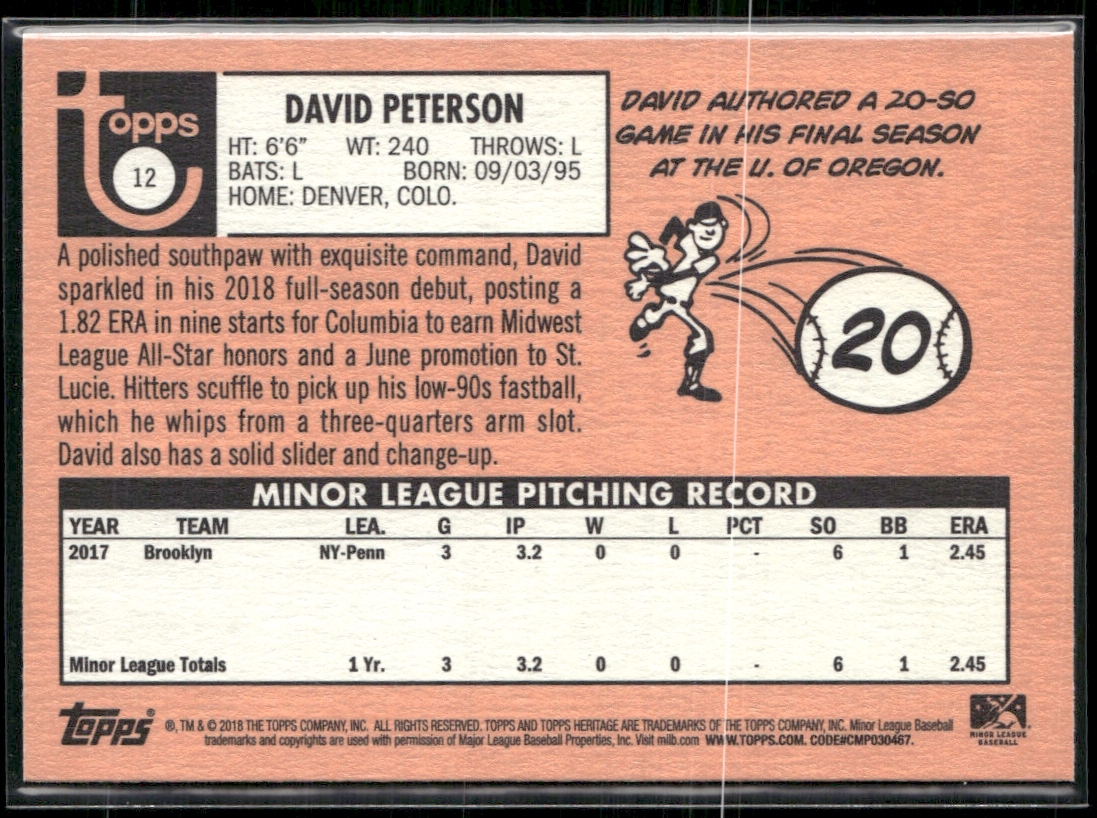 topps
12
DAVID PETERSON
HT: 6'6" WT: 240 THROWS: L
BATS: L BORN: 09/03/95
HOME: DENVER, COLO.
DAVID AUTHORED A 20-SO
GAME IN HIS FINAL SEASON
AT THE U. OF OREGON.
20
A polished southpaw with exquisite command, David
sparkled in his 2018 full-season debut, posting a
1.82 ERA in nine starts for Columbia to earn Midwest
League All-Star honors and a June promotion to St.
Lucie. Hitters scuffle to pick up his low-90s fastball,
which he whips from a three-quarters arm slot.
David also has a solid slider and change-up.
MINOR LEAGUE PITCHING RECORD
YEAR TEAM LEA. G IP W L PCT SO BB ERA
2017 Brooklyn NY-Penn 3 3.2 0 0 - 6 1 2.45
Minor League Totals 1 Yr. 3 3.2 0 0 - 6 1 2.45
topps® ®, TM & © 2018 THE TOPPS COMPANY, INC. ALL RIGHTS RESERVED. TOPPS AND TOPPS HERITAGE ARE TRADEMARKS OF THE TOPPS COMPANY, INC. Minor League Baseball
trademarks and copyrights are used with permission of Major League Baseball Properties, Inc. Visit milb.com WWW.TOPPS.COM. CODE#CMP030467.
MINOR LEAGUE
BASEBALL